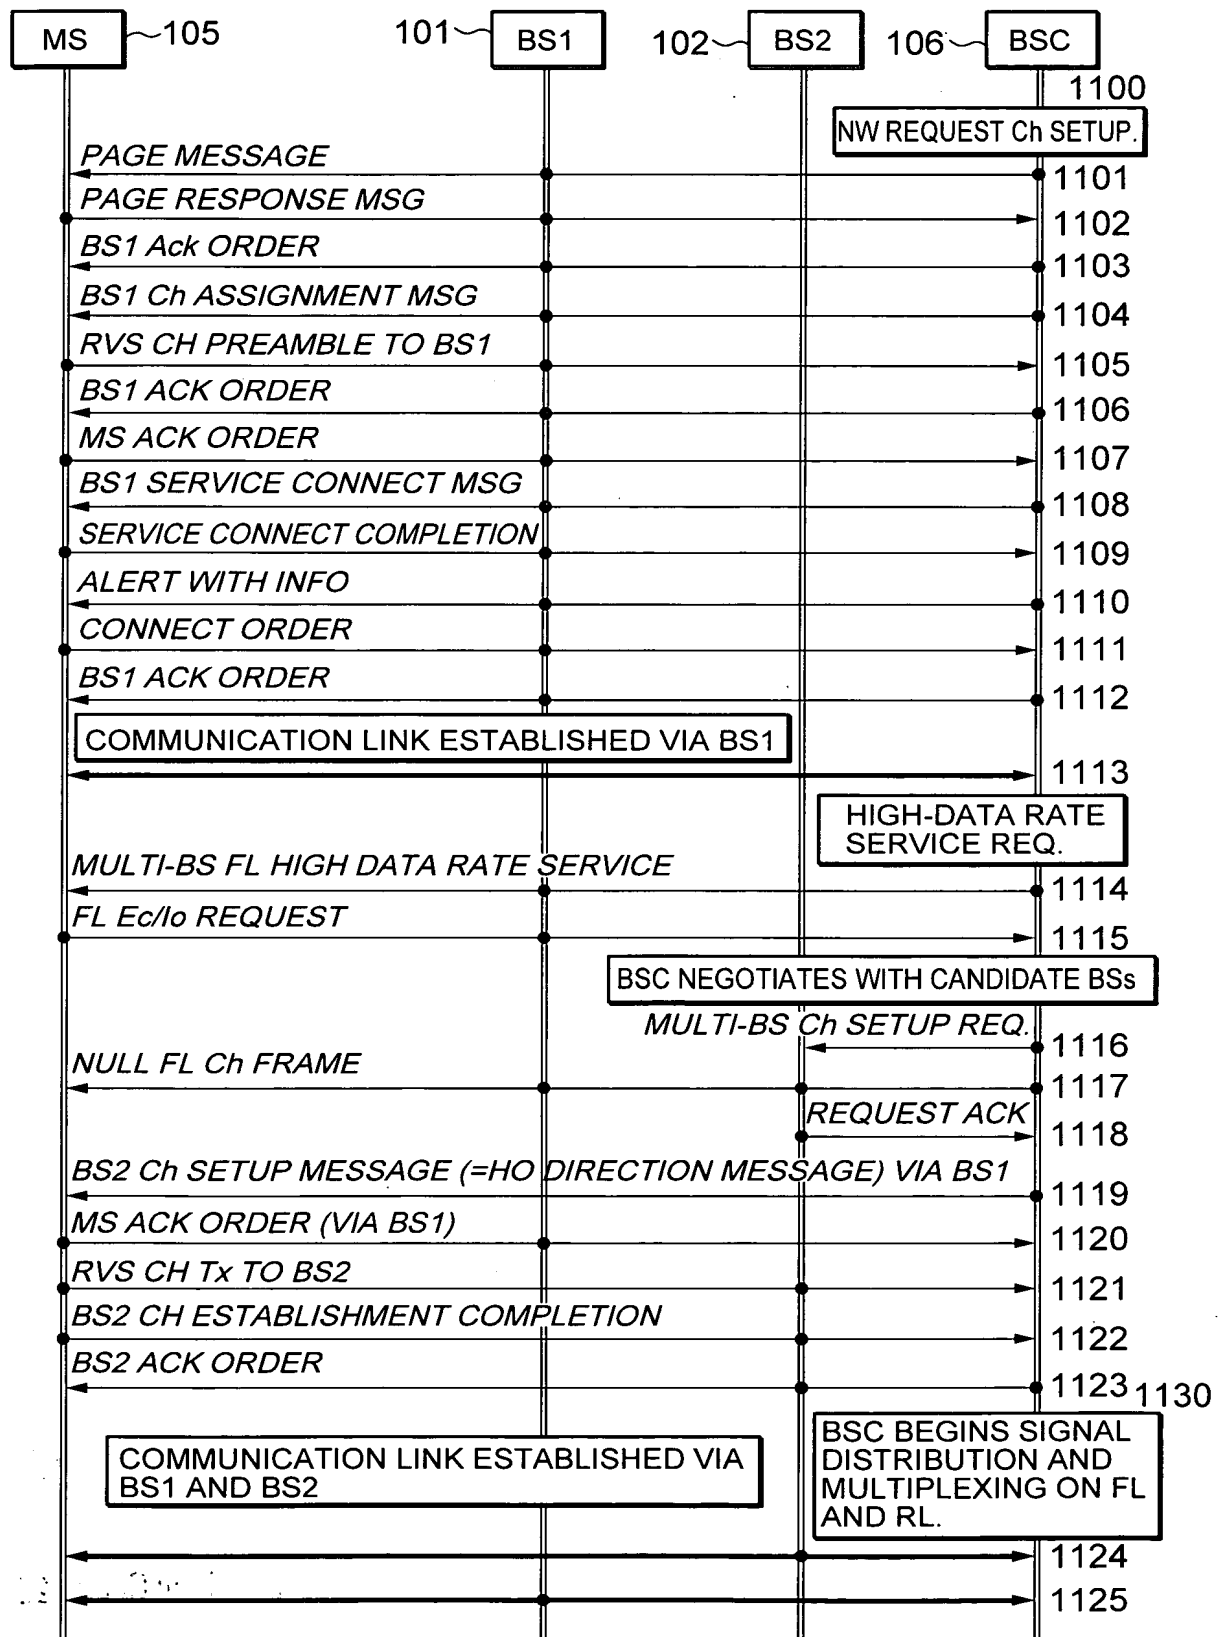 MS 105 101 BS1 102 BS2 106 BSC
1100
NW REQUEST Ch SETUP.
PAGE MESSAGE 1101
PAGE RESPONSE MSG 1102
BS1 Ack ORDER 1103
BS1 Ch ASSIGNMENT MSG 1104
RVS CH PREAMBLE TO BS1 1105
BS1 ACK ORDER 1106
MS ACK ORDER 1107
BS1 SERVICE CONNECT MSG 1108
SERVICE CONNECT COMPLETION 1109
ALERT WITH INFO 1110
CONNECT ORDER 1111
BS1 ACK ORDER 1112
COMMUNICATION LINK ESTABLISHED VIA BS1
1113
HIGH-DATA RATE
SERVICE REQ.
MULTI-BS FL HIGH DATA RATE SERVICE 1114
FL Ec/Io REQUEST 1115
BSC NEGOTIATES WITH CANDIDATE BSs
MULTI-BS Ch SETUP REQ. 1116
NULL FL Ch FRAME 1117
REQUEST ACK 1118
BS2 Ch SETUP MESSAGE (=HO DIRECTION MESSAGE) VIA BS1 1119
MS ACK ORDER (VIA BS1) 1120
RVS CH Tx TO BS2 1121
BS2 CH ESTABLISHMENT COMPLETION 1122
BS2 ACK ORDER 1123
1130
COMMUNICATION LINK ESTABLISHED VIA
BS1 AND BS2
BSC BEGINS SIGNAL
DISTRIBUTION AND
MULTIPLEXING ON FL
AND RL.
1124
1125